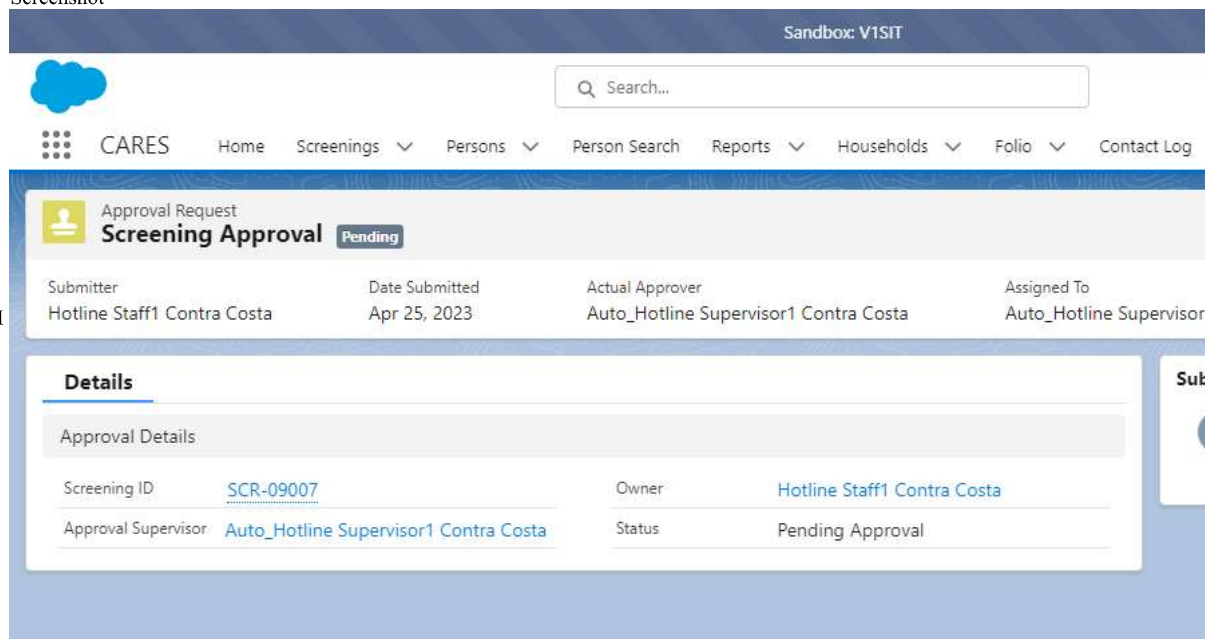 Screenshot
Sandbox: V1SIT
Search...
CARES Home Screenings Persons Person Search Reports Households Folio Contact Log
Approval Request
Screening Approval Pending
Submitter Date Submitted Actual Approver Assigned To
Hotline Staff1 Contra Costa Apr 25, 2023 Auto_Hotline Supervisor1 Contra Costa Auto_Hotline Supervisor
Details
Sub
Approval Details
Screening ID SCR-09007 Owner Hotline Staff1 Contra Costa
Approval Supervisor Auto_Hotline Supervisor1 Contra Costa Status Pending Approval